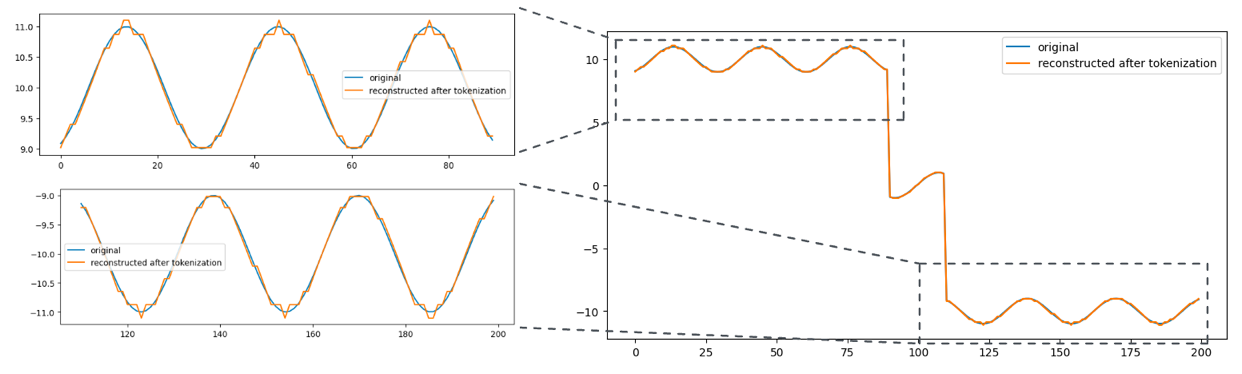 11.0
10.5
10.0
9.5
9.0
original
reconstructed after tokenization
0 20 40 60 80
−9.0
−9.5
−10.0
−10.5
−11.0
original
reconstructed after tokenization
120 140 160 180 200
10
5
0
−5
−10
original
reconstructed after tokenization
0 25 50 75 100 125 150 175 200